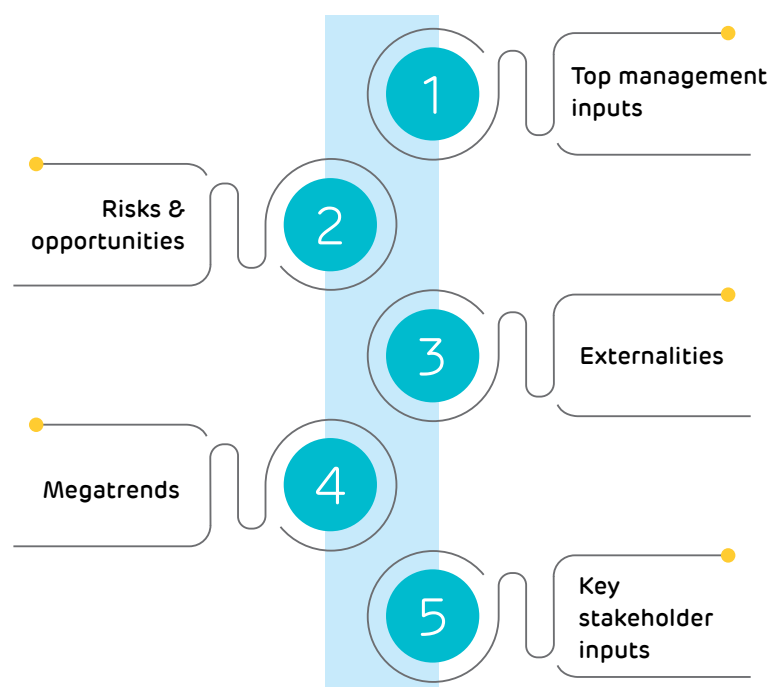 1
Top management
inputs
2
Risks &
opportunities
3
Externalities
4
Megatrends
5
Key
stakeholder
inputs